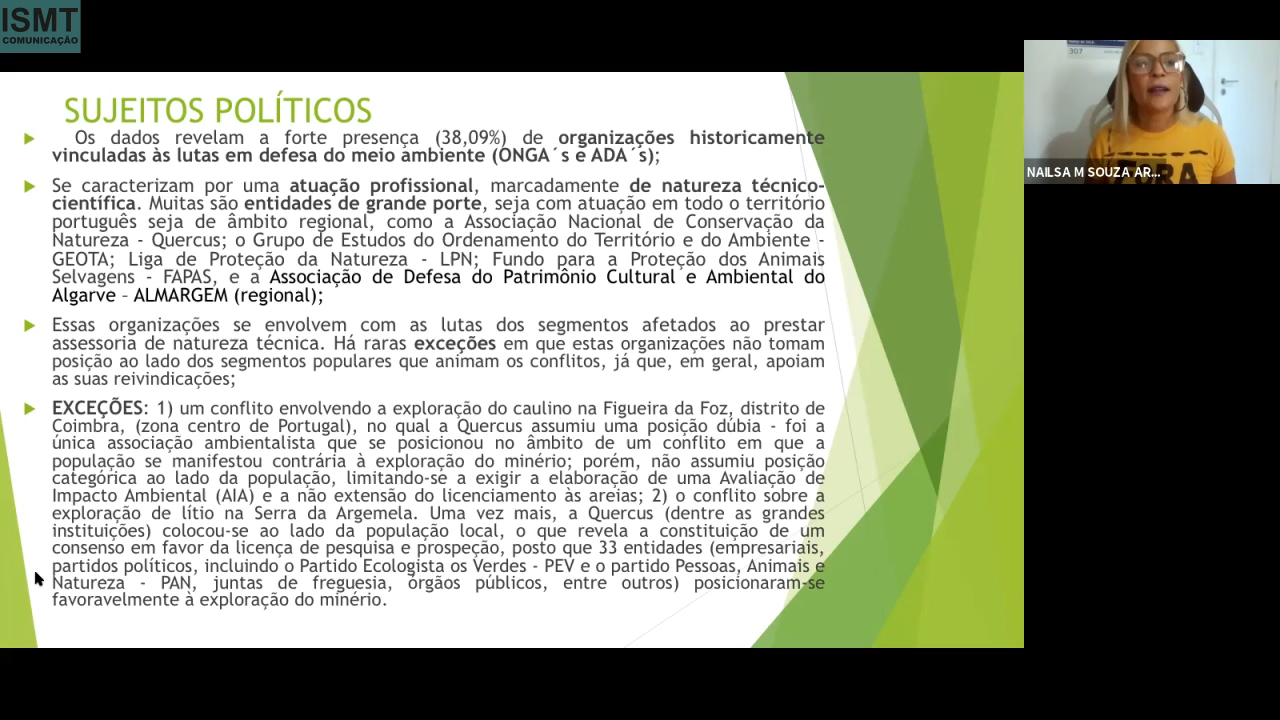 ISMT
COMUNICAÇÃO
SUJEITOS POLÍTICOS
Os dados revelam a forte presença (38,09%) de organizações historicamente
vinculadas às lutas em defesa do meio ambiente (ONGA´s e ADA´s);
Se caracterizam por uma atuação profissional, marcadamente de natureza técnico-
científica. Muitas são entidades de grande porte, seja com atuação em todo o território
português seja de âmbito regional, como a Associação Nacional de Conservação da
Natureza - Quercus; o Grupo de Estudos do Ordenamento do Território e do Ambiente -
GEOTA; Liga de Proteção da Natureza - LPN; Fundo para a Proteção dos Animais
Selvagens - FAPAS, e a Associação de Defesa do Patrimônio Cultural e Ambiental do
Algarve – ALMARGEM (regional);
Essas organizações se envolvem com as lutas dos segmentos afetados ao prestar
assessoria de natureza técnica. Há raras exceções em que estas organizações não tomam
posição ao lado dos segmentos populares que animam os conflitos, já que, em geral, apoiam
as suas reivindicações;
EXCEÇÕES: 1) um conflito envolvendo a exploração do caulino na Figueira da Foz, distrito de
Coimbra, (zona centro de Portugal), no qual a Quercus assumiu uma posição dúbia - foi a
única associação ambientalista que se posicionou no âmbito de um conflito em que a
população se manifestou contrária à exploração do minério; porém, não assumiu posição
categórica ao lado da população, limitando-se a exigir a elaboração de uma Avaliação de
Impacto Ambiental (AIA) e a não extensão do licenciamento às areias; 2) o conflito sobre a
exploração de lítio na Serra da Argemela. Uma vez mais, a Quercus (dentre as grandes
instituições) colocou-se ao lado da população local, o que revela a constituição de um
consenso em favor da licença de pesquisa e prospeção, posto que 33 entidades (empresariais,
partidos políticos, incluindo o Partido Ecologista os Verdes - PEV e o partido Pessoas, Animais e
Natureza - PAN, juntas de freguesia, órgãos públicos, entre outros) posicionaram-se
favoravelmente à exploração do minério.
307
NAILSA M SOUZA AR...